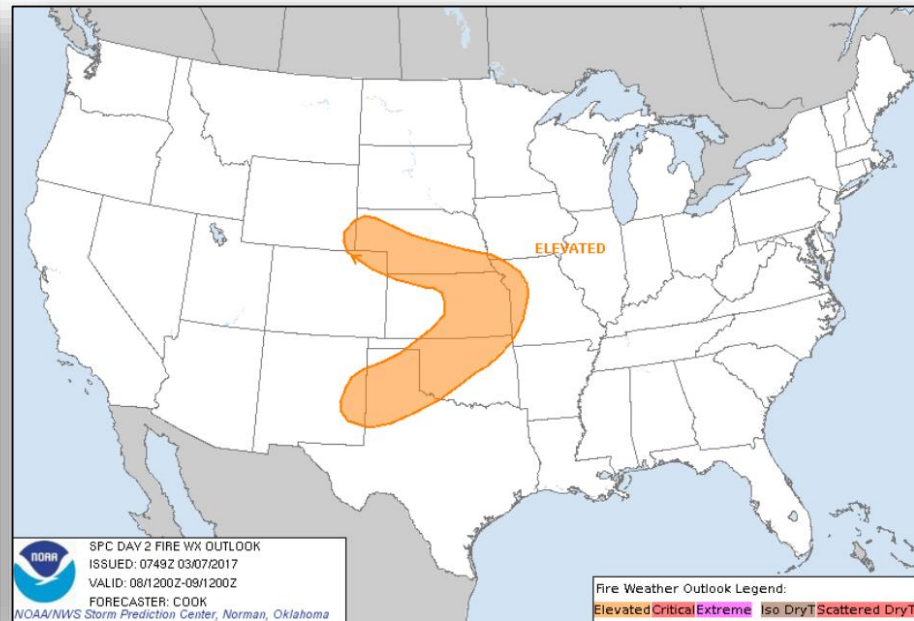 ELEVATED
NOAA
SPC DAY 2 FIRE WX OUTLOOK
ISSUED: 0749Z 03/07/2017
VALID: 08/1200Z-09/1200Z
FORECASTER: COOK
NOAA/NWS Storm Prediction Center, Norman, Oklahoma
Fire Weather Outlook Legend:
Elevated Critical Extreme Iso DryT Scattered DryT